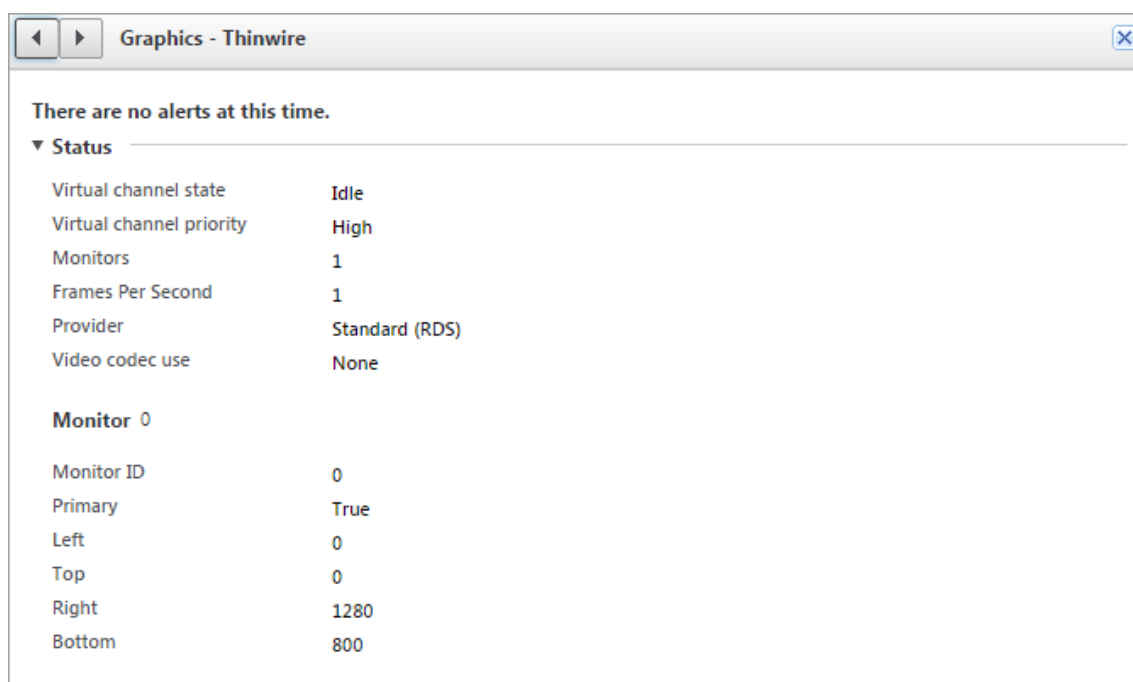 Graphics - Thinwire
There are no alerts at this time.
Status
Virtual channel state Idle
Virtual channel priority High
Monitors 1
Frames Per Second 1
Provider Standard (RDS)
Video codec use None
Monitor 0
Monitor ID 0
Primary True
Left 0
Top 0
Right 1280
Bottom 800